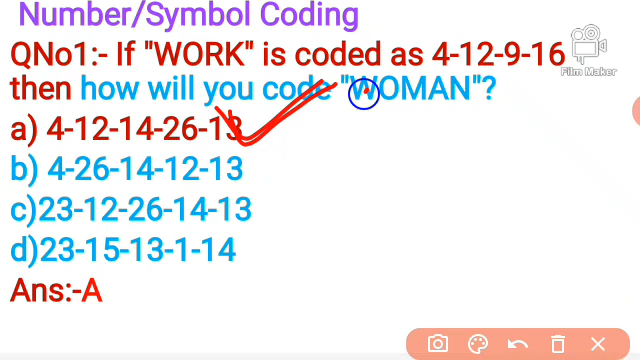 Number/Symbol Coding
QNo1:- If "WORK" is coded as 4-12-9-16
then how will you code "WOMAN"?
a) 4-12-14-26-13
b) 4-26-14-12-13
c)23-12-26-14-13
d)23-15-13-1-14
Ans:-A
Film Maker